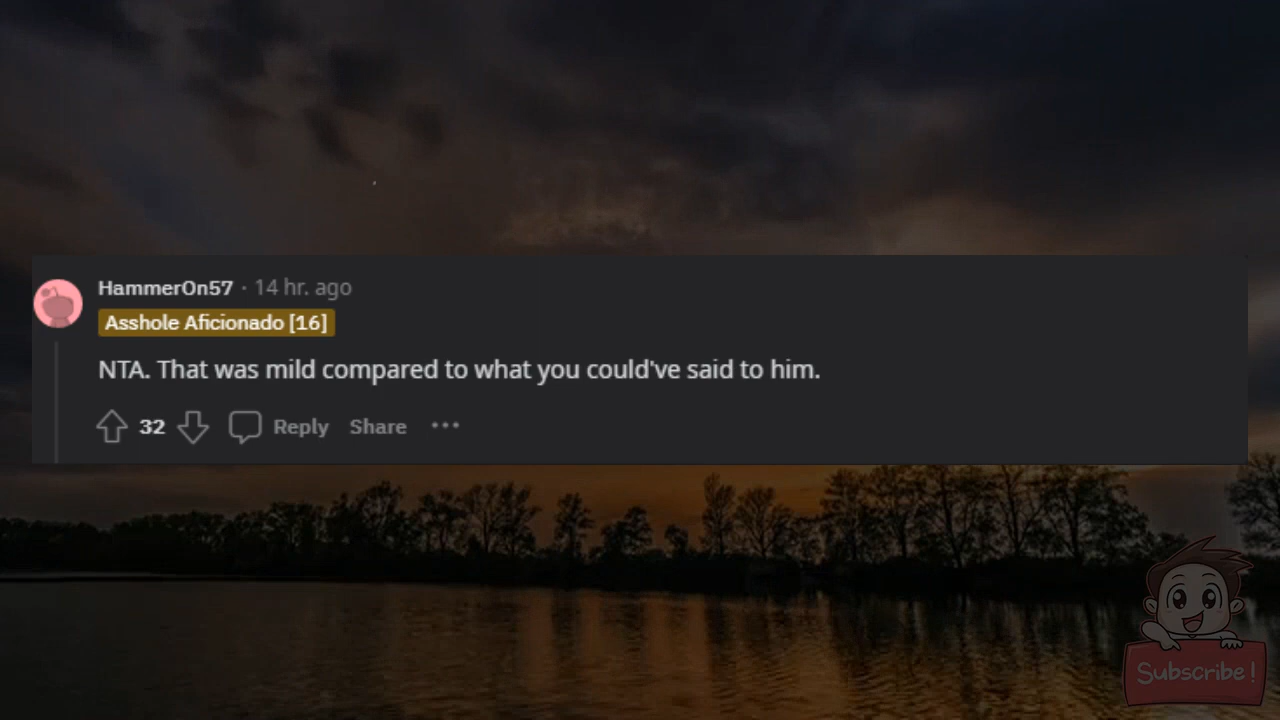 HammerOn57 · 14 hr. ago
Asshole Aficionado [16]
NTA. That was mild compared to what you could've said to him.
32 Reply Share ···
Subscribe!